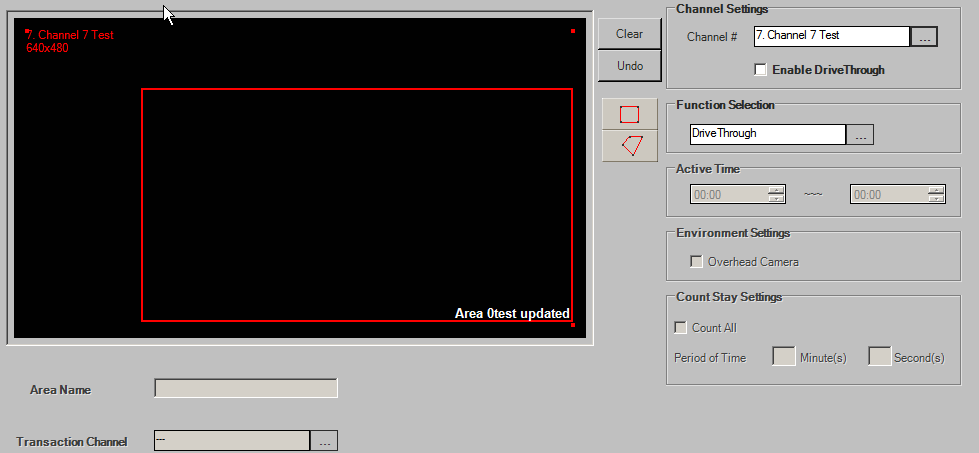 7. Channel 7 Test
640x480
Area 0test updated
Clear
Undo
Channel Settings
Channel # 7. Channel 7 Test ...
Enable DriveThrough
Function Selection
DriveThrough ...
Active Time
00:00 ~~~ 00:00
Environment Settings
Overhead Camera
Count Stay Settings
Count All
Period of Time Minute(s) Second(s)
Area Name
Transaction Channel --- ...